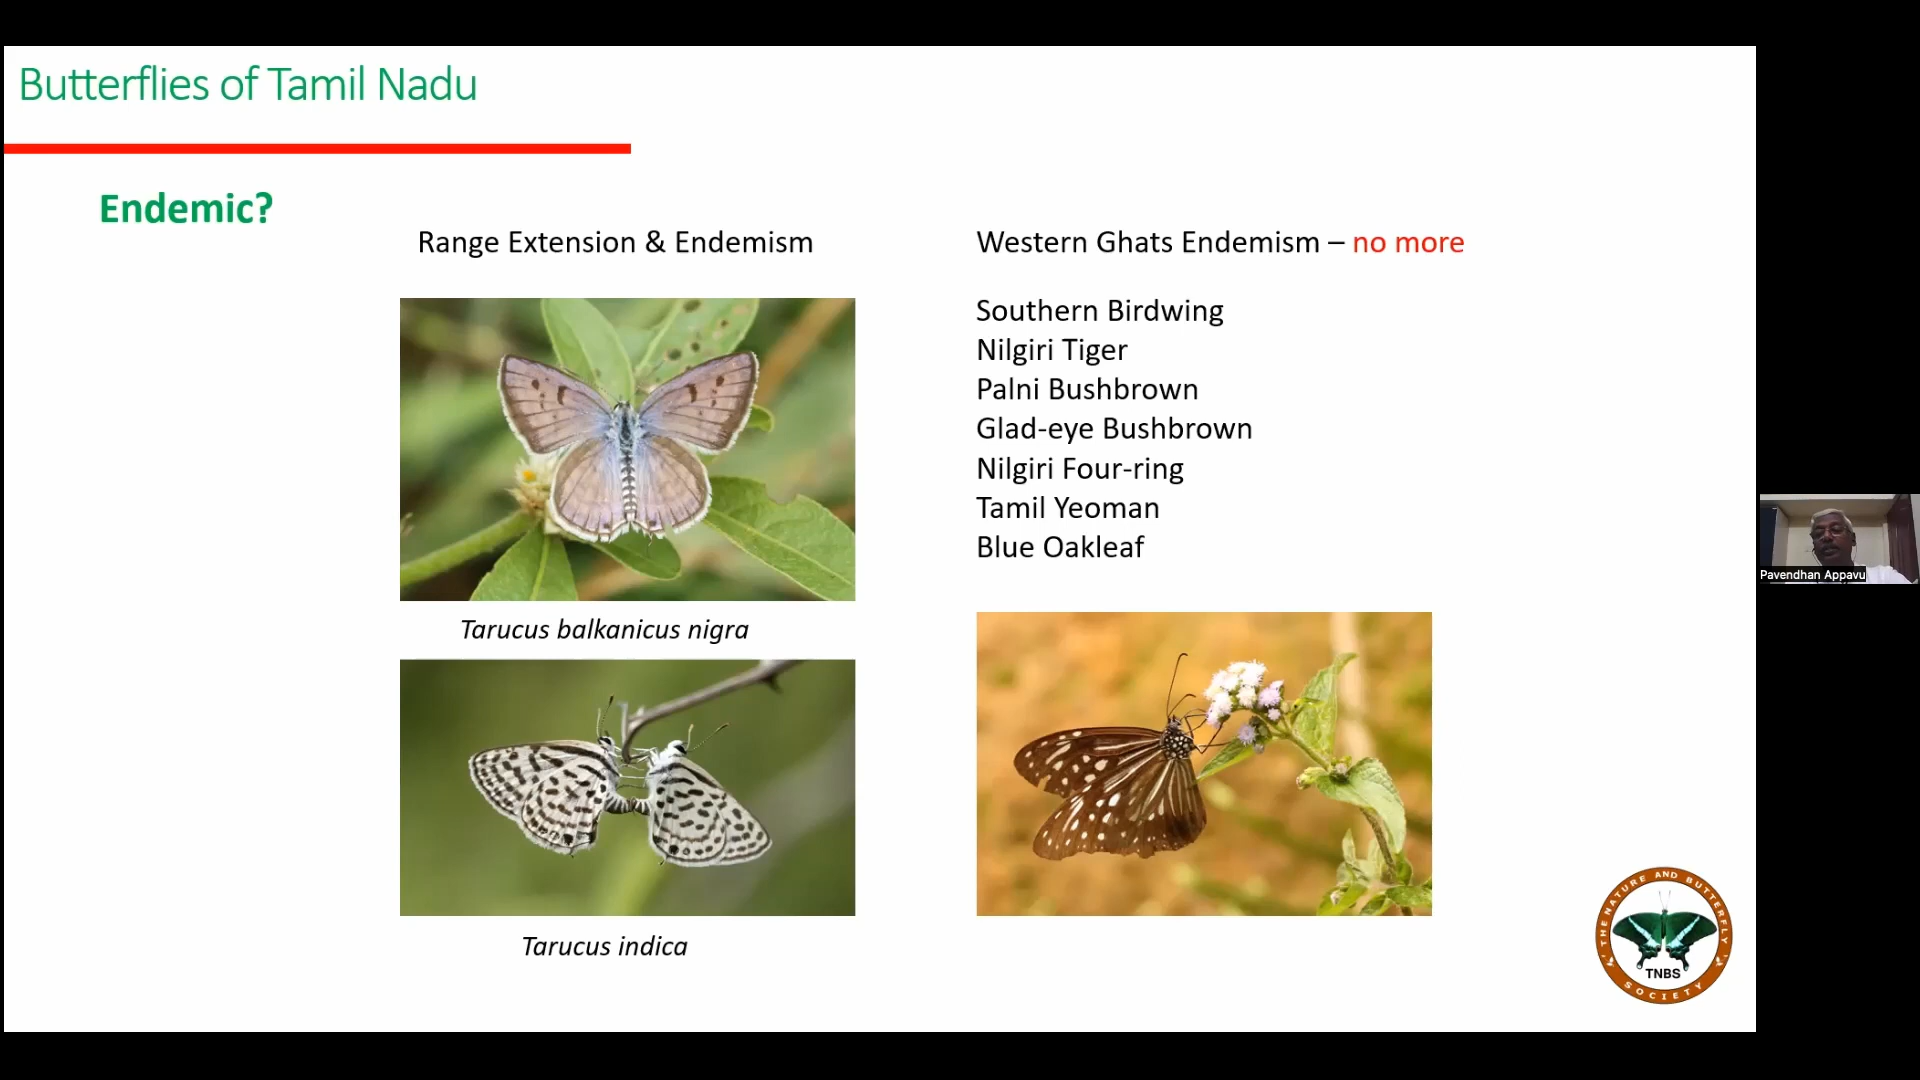 Butterflies of Tamil Nadu
Endemic?
Range Extension & Endemism
Tarucus balkanicus nigra
Tarucus indica
Western Ghats Endemism – no more
Southern Birdwing
Nilgiri Tiger
Palni Bushbrown
Glad-eye Bushbrown
Nilgiri Four-ring
Tamil Yeoman
Blue Oakleaf
THE NATURE AND BUTTERFLY
TNBS
SOCIETY
Pavendhan Appavu